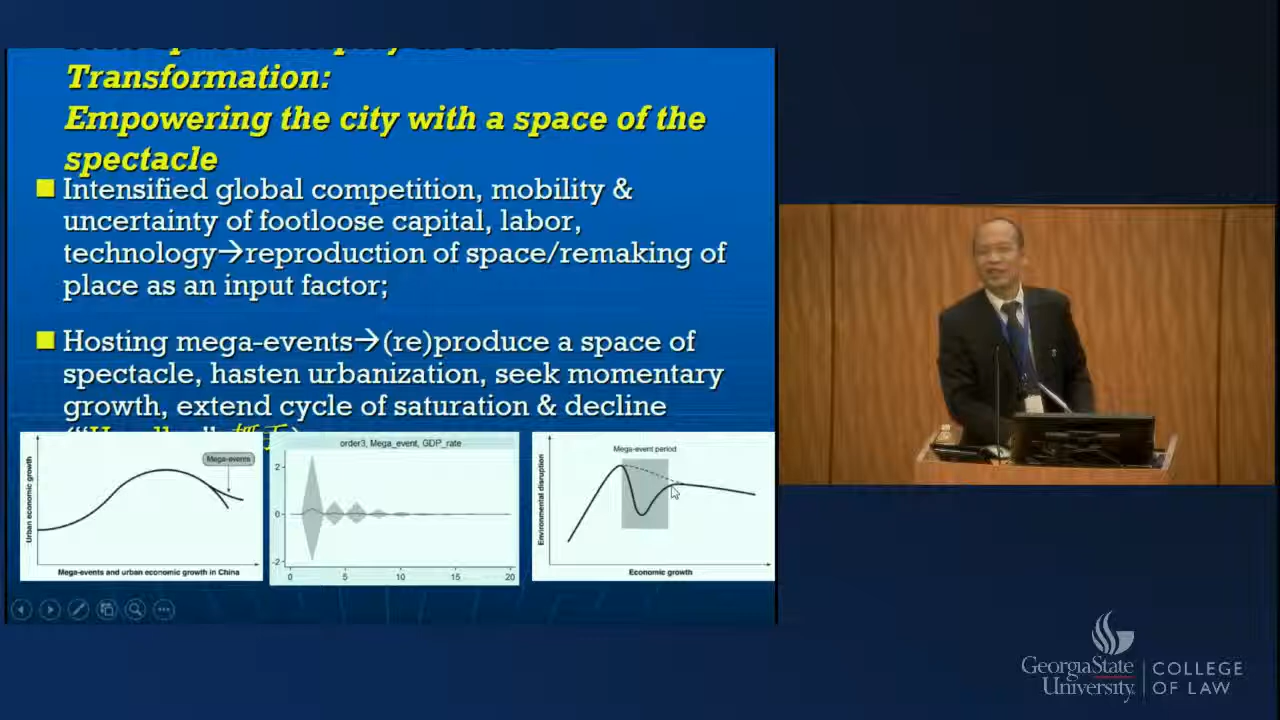 Transformation:
Empowering the city with a space of the
spectacle
Intensified global competition, mobility &
uncertainty of footloose capital, labor,
technology→reproduction of space/remaking of
place as an input factor;
Hosting mega-events→(re)produce a space of
spectacle, hasten urbanization, seek momentary
growth, extend cycle of saturation & decline
Urban economic growth
Mega-events
Mega-events and urban economic growth in China
order3, Mega_event, GDP_rate
2
0
-2
0 5 10 15 20
Mega-event period
Environmental disruption
Economic growth
GeorgiaState
University
COLLEGE
OF LAW